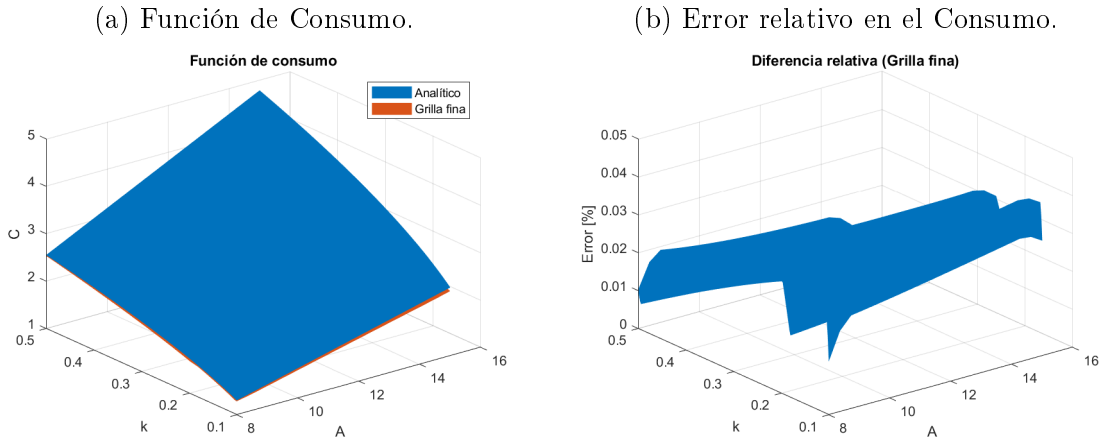 (a) Función de Consumo.
(b) Error relativo en el Consumo.
Función de consumo
Analítico
Grilla fina
5
4
3
2
1
C
0.5
0.4
0.3
0.2
0.1
k
8
10
12
14
16
A
Diferencia relativa (Grilla fina)
0.05
0.04
0.03
0.02
0.01
0
Error [%]
0.5
0.4
0.3
0.2
0.1
k
8
10
12
14
16
A